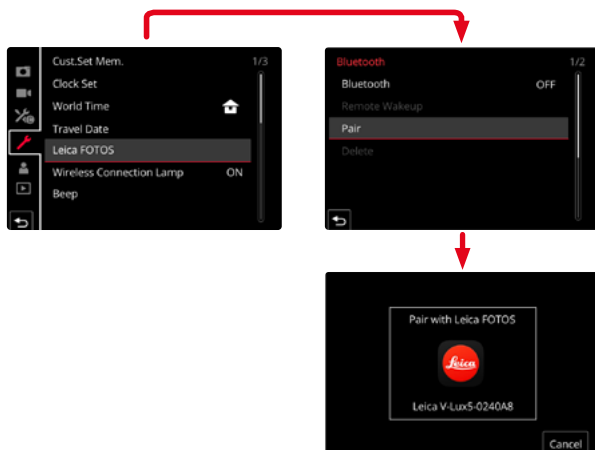 Cust.Set Mem. 1/3
Clock Set
World Time
Travel Date
Leica FOTOS
Wireless Connection Lamp ON
Beep
Bluetooth 1/2
Bluetooth OFF
Remote Wakeup
Pair
Delete
Pair with Leica FOTOS
Leica
Leica V-Lux5-0240A8
Cancel